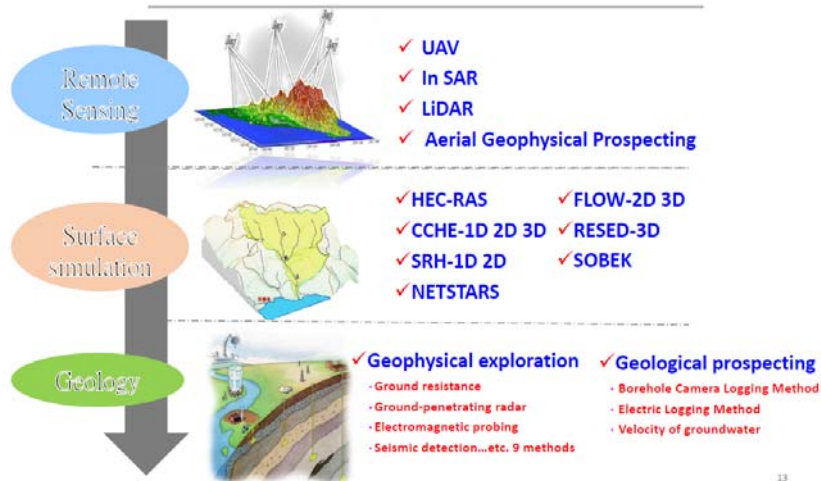 Remote
Sensing
✓ UAV
✓ In SAR
✓ LiDAR
✓ Aerial Geophysical Prospecting
Surface
simulation
✓HEC-RAS
✓CCHE-1D 2D 3D
✓SRH-1D 2D
✓NETSTARS
✓FLOW-2D 3D
✓RESED-3D
✓SOBEK
Geology
✓Geophysical exploration
· Ground resistance
· Ground-penetrating radar
· Electromagnetic probing
· Seismic detection...etc. 9 methods
✓Geological prospecting
· Borehole Camera Logging Method
· Electric Logging Method
· Velocity of groundwater
13